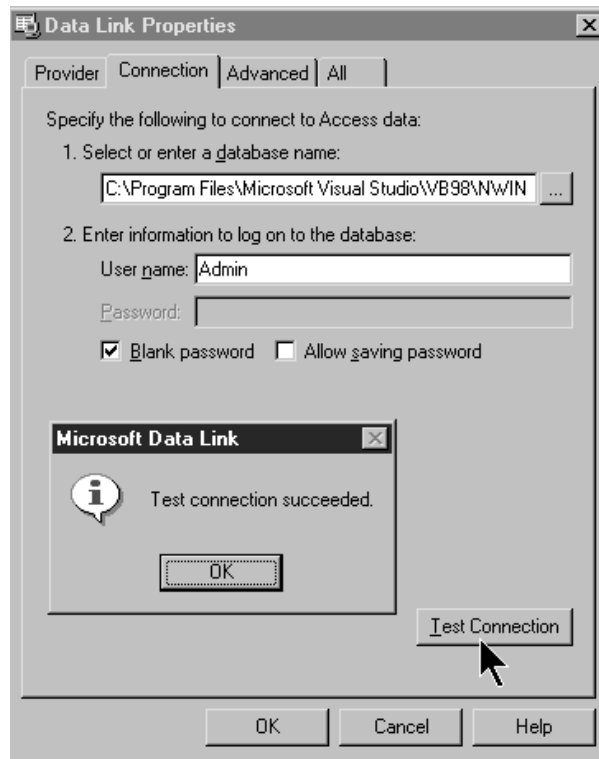 Data Link Properties
Provider Connection Advanced All
Specify the following to connect to Access data:
1. Select or enter a database name:
C:\Program Files\Microsoft Visual Studio\VB98\NWIN ...
2. Enter information to log on to the database:
User name: Admin
Password:
Blank password Allow saving password
Microsoft Data Link
Test connection succeeded.
OK
Test Connection
OK Cancel Help